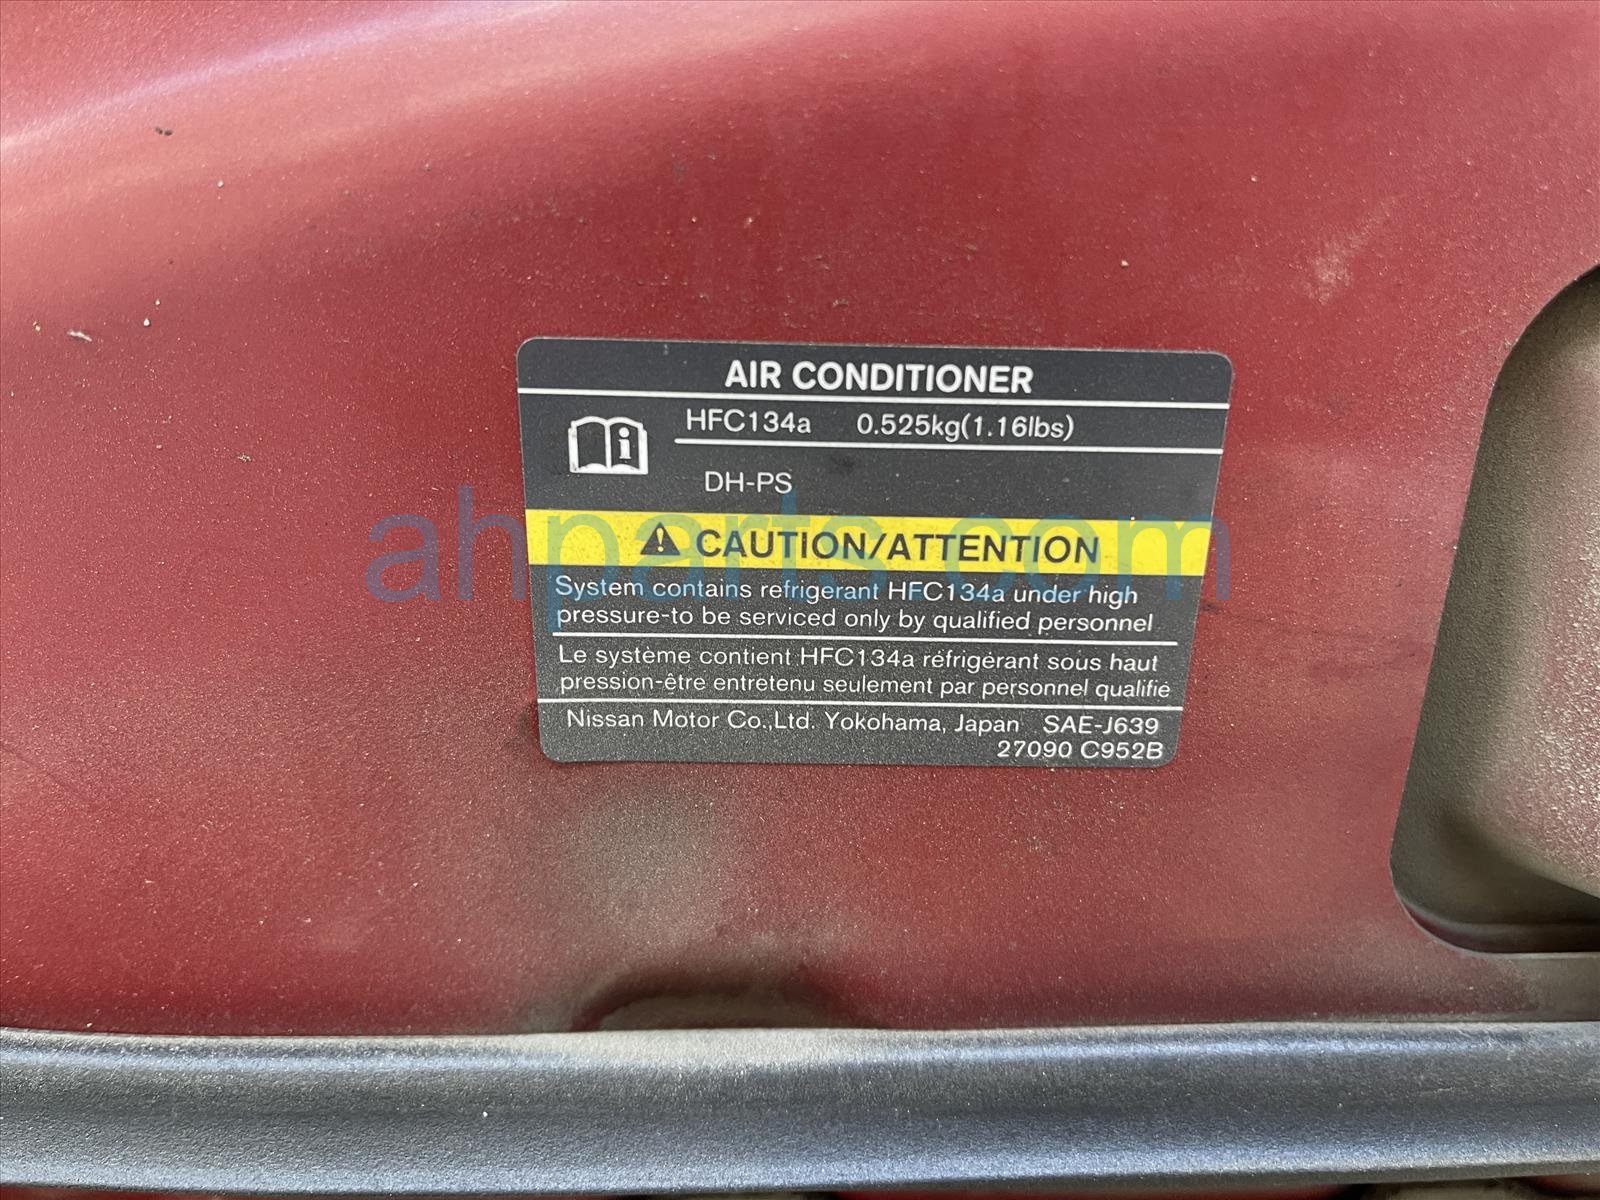 AIR CONDITIONER
HFC134a 0.525kg(1.16lbs)
DH-PS
CAUTION/ATTENTION
ahparts.com
System contains refrigerant HFC134a under high
pressure-to be serviced only by qualified personnel
Le système contient HFC134a réfrigérant sous haut
pression-être entretenu seulement par personnel qualifié
Nissan Motor Co.,Ltd. Yokohama, Japan SAE-J639
27090 C952B